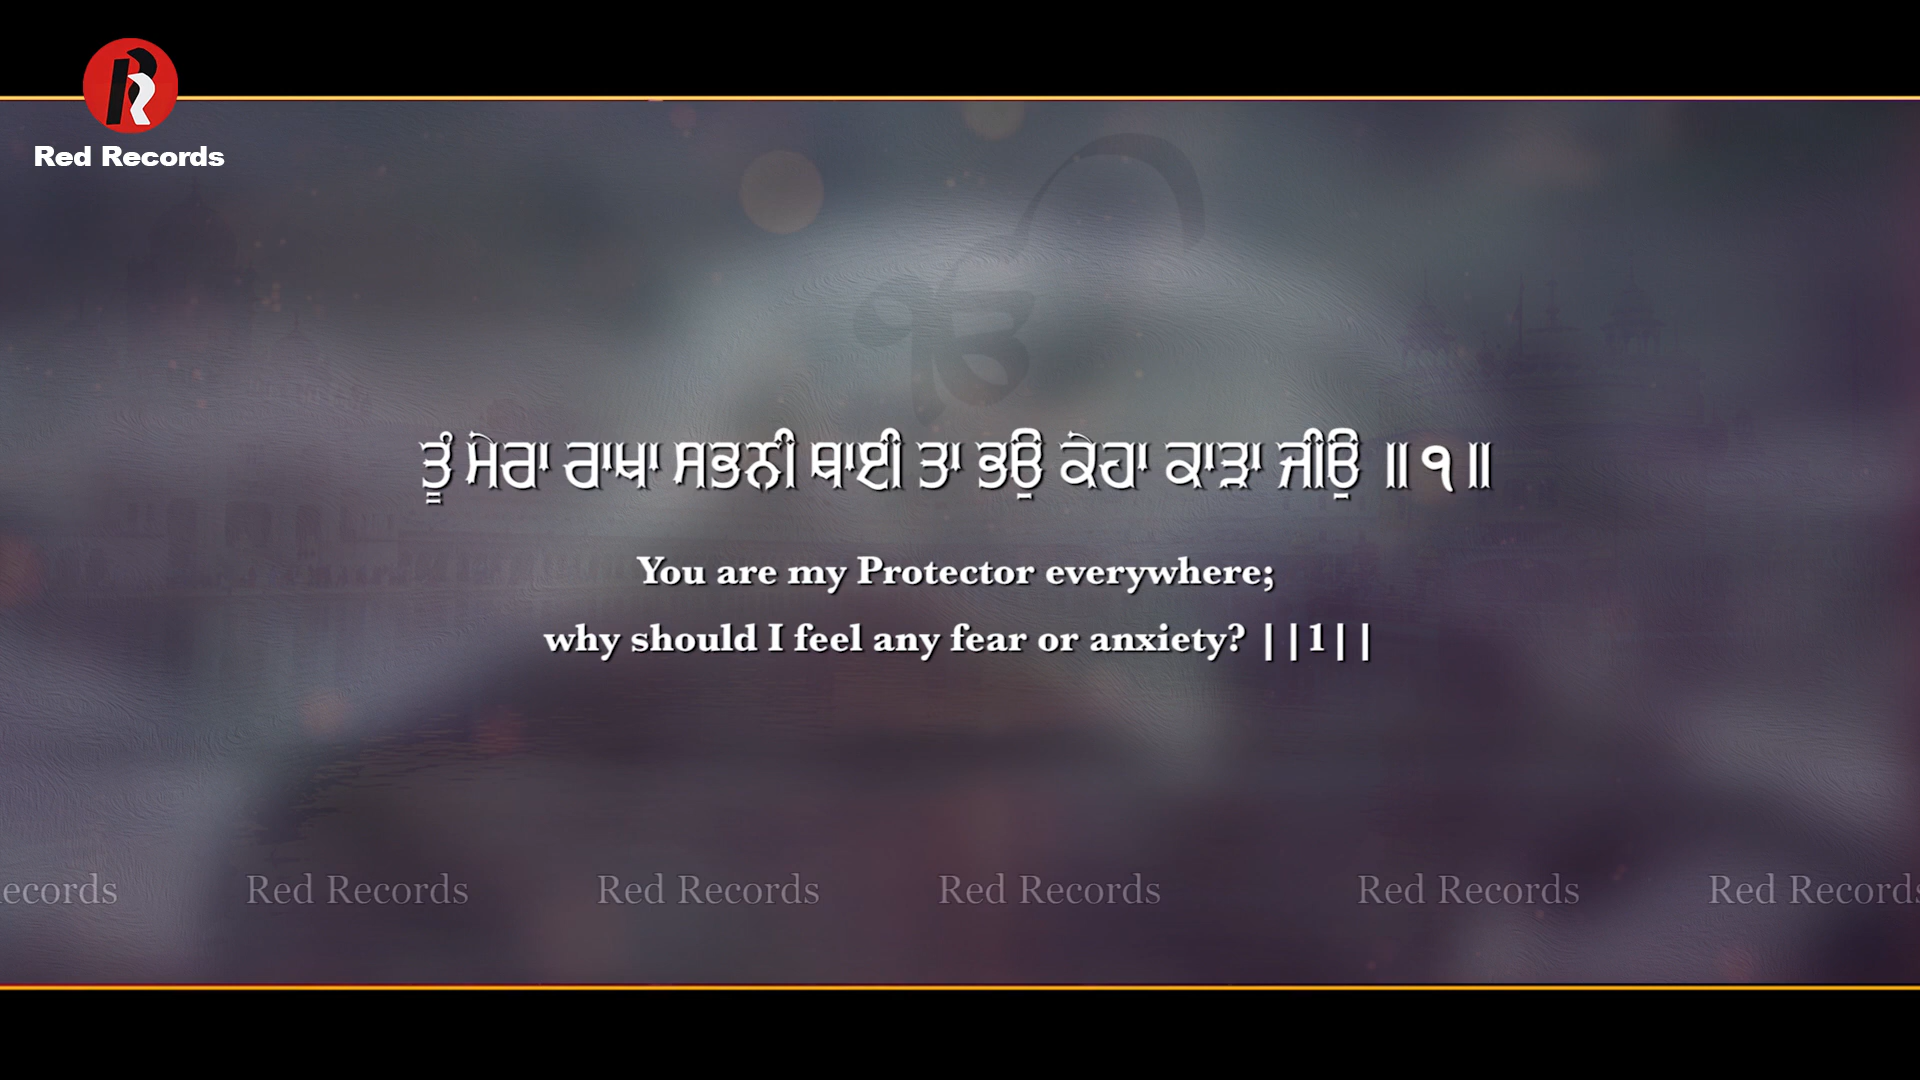 Red Records
ਤੂੰ ਮੇਰਾ ਰਾਖਾ ਸਭਨੀ ਥਾਈ ਤਾ ਭਉ ਕੇਹਾ ਕਾੜਾ ਜੀਉ ॥੧॥
You are my Protector everywhere;
why should I feel any fear or anxiety? ||1||
ecords Red Records Red Records Red Records Red Records Red Records